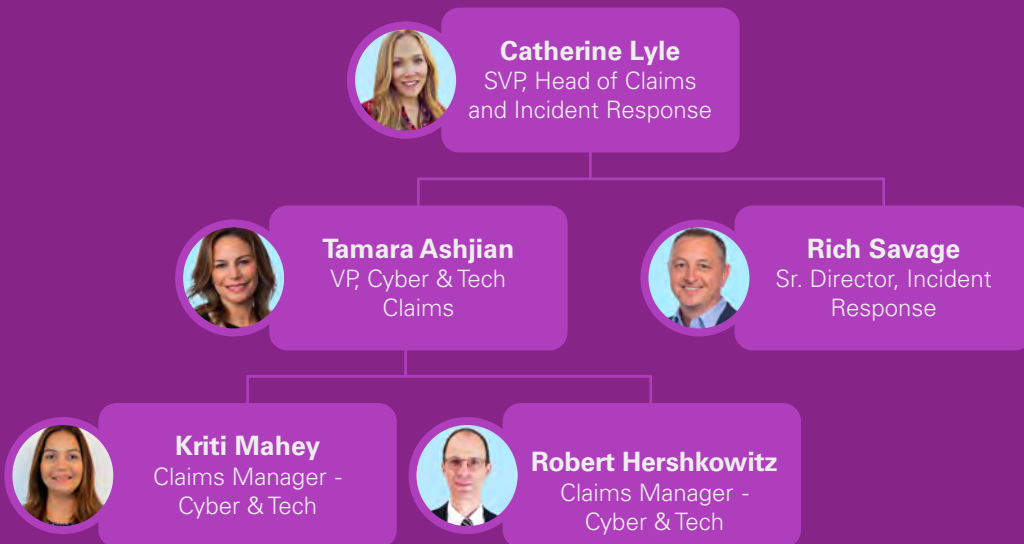 Catherine Lyle
SVP, Head of Claims
and Incident Response
Tamara Ashjian
VP, Cyber & Tech
Claims
Rich Savage
Sr. Director, Incident
Response
Kriti Mahey
Claims Manager -
Cyber & Tech
Robert Hershkowitz
Claims Manager -
Cyber & Tech